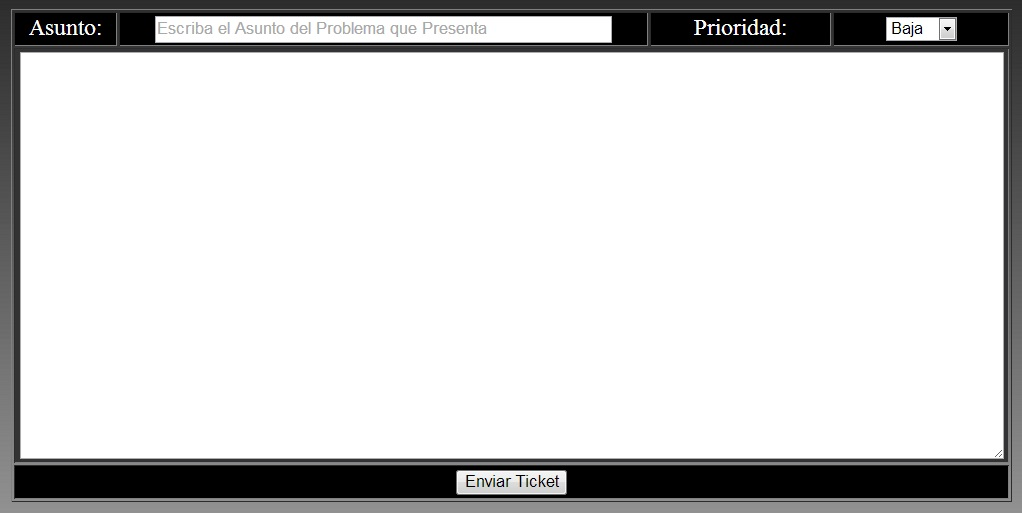 Asunto: Escriba el Asunto del Problema que Presenta Prioridad: Baja
Enviar Ticket